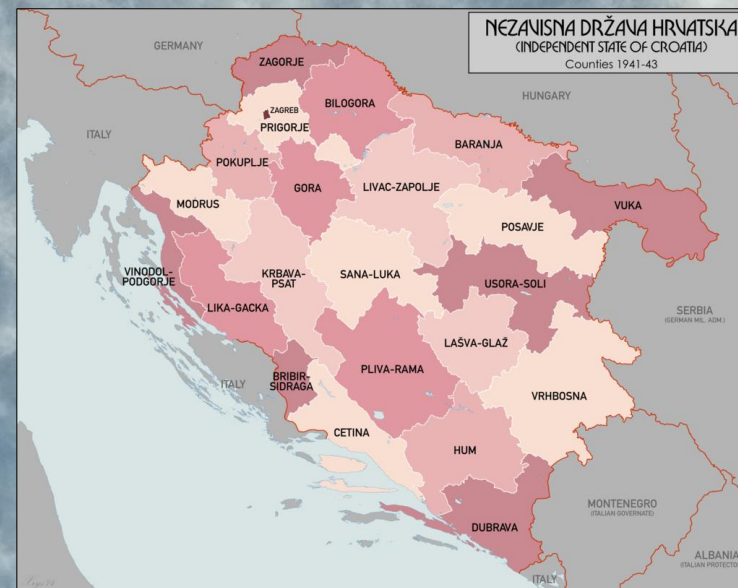 NEZAVISNA DRŽAVA HRVATSKA
(INDEPENDENT STATE OF CROATIA)
Counties 1941-43
GERMANY
ZAGORJE
HUNGARY
BILOGORA
ZAGREB
PRIGORJE
ITALY
BARANJA
POKUPLJE
GORA
LIVAC-ZAPOLJE
MODRUS
VUKA
POSAVJE
VINODOL-
PODGORJE
KRBAVA-
PSAT
SANA-LUKA
USORA-SOLI
LIKA-GACKA
SERBIA
(GERMAN MIL. ADM.)
LAŠVA-GLAŽ
PLIVA-RAMA
ITALY
BRIBIR-
SIDRAGA
VRHBOSNA
CETINA
HUM
MONTENEGRO
(ITALIAN GOVERNATE)
DUBRAVA
ALBANIA
ITALY